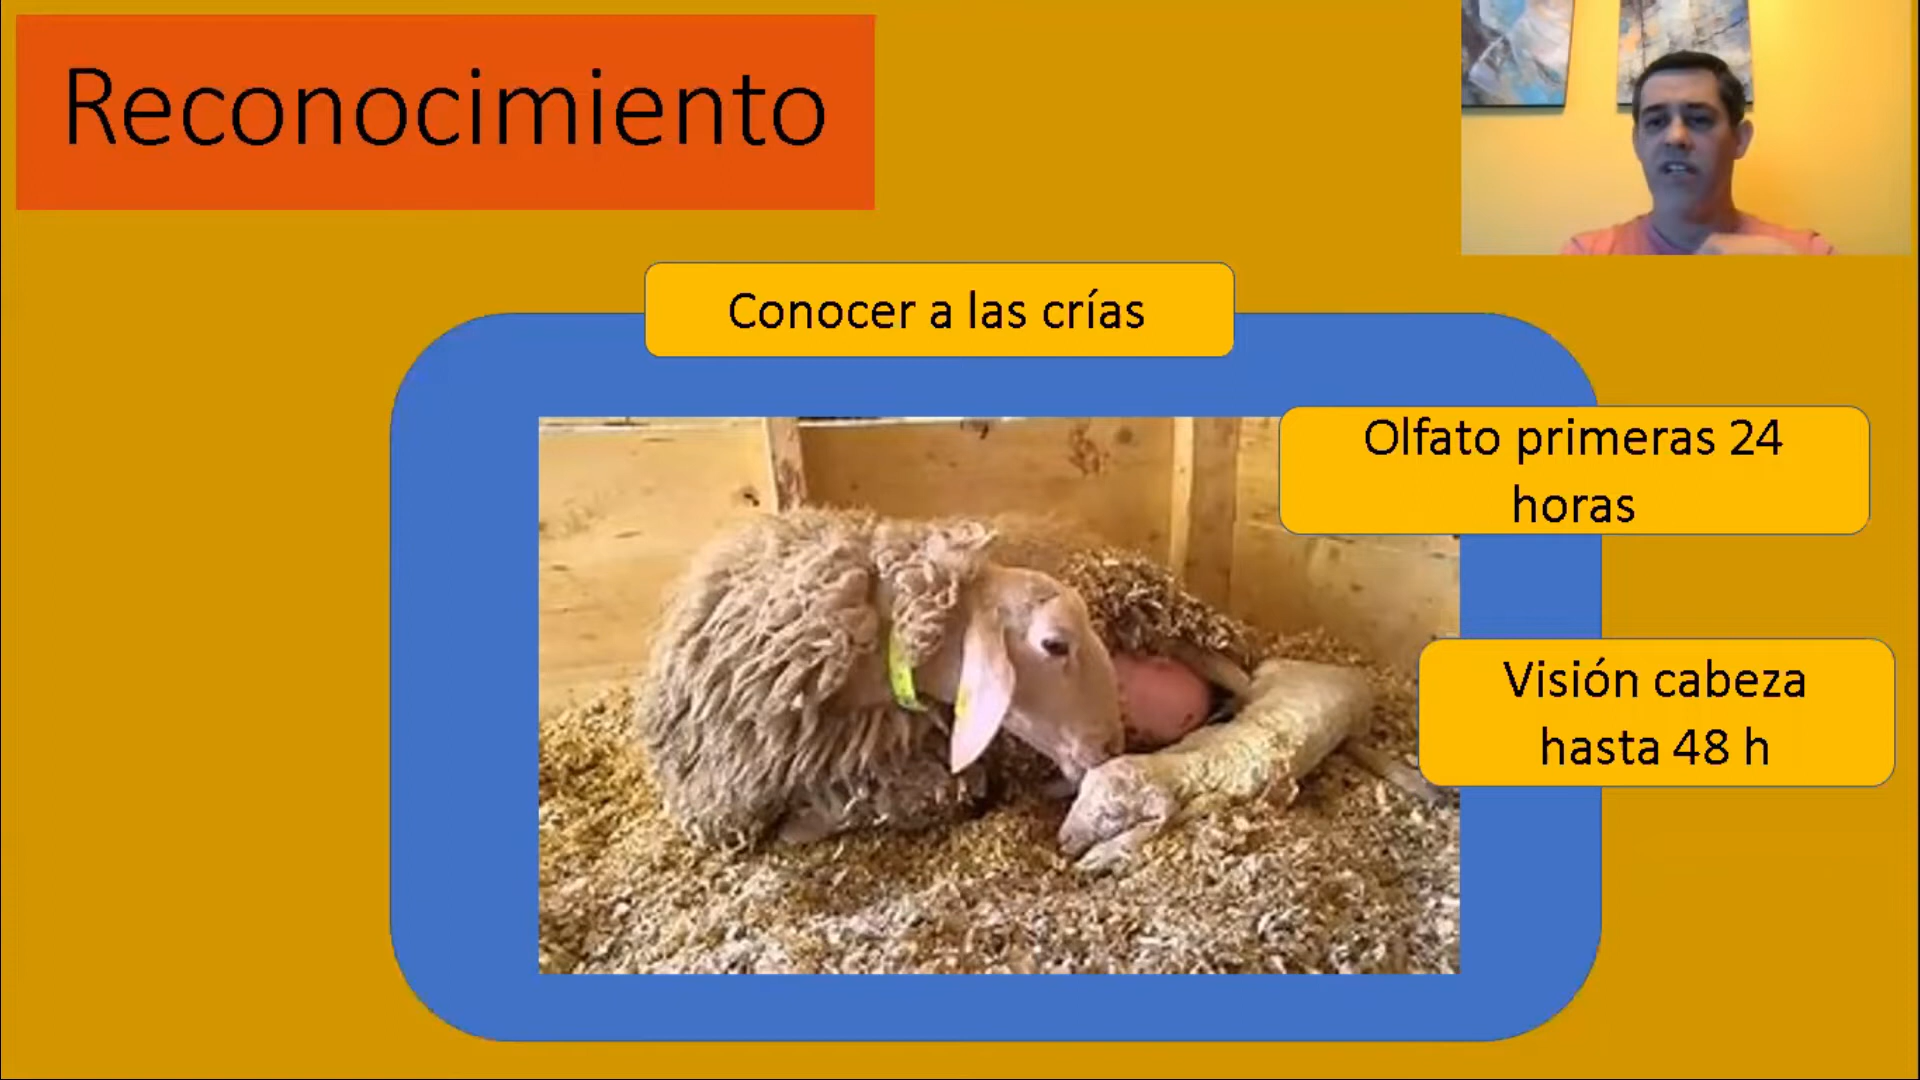 Reconocimiento
Conocer a las crías
Olfato primeras 24
horas
Visión cabeza
hasta 48 h